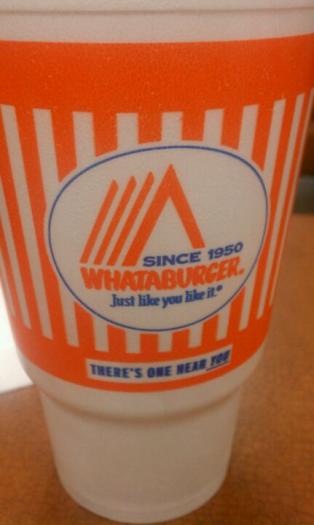 SINCE 1950
WHATABURGER®
Just like you like it.®
THERE'S ONE NEAR YOU